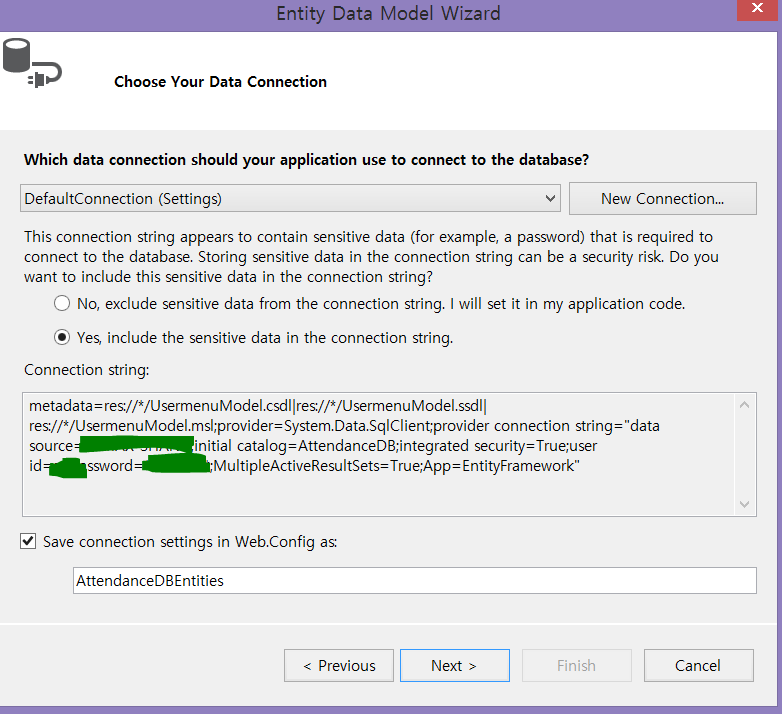 Entity Data Model Wizard
Choose Your Data Connection
Which data connection should your application use to connect to the database?
DefaultConnection (Settings)
New Connection...
This connection string appears to contain sensitive data (for example, a password) that is required to
connect to the database. Storing sensitive data in the connection string can be a security risk. Do you
want to include this sensitive data in the connection string?
No, exclude sensitive data from the connection string. I will set it in my application code.
Yes, include the sensitive data in the connection string.
Connection string:
metadata=res://*/UsermenuModel.csdl|res://*/UsermenuModel.ssdl|
res://*/UsermenuModel.msl;provider=System.Data.SqlClient;provider connection string="data
source= ;initial catalog=AttendanceDB;integrated security=True;user
id= ssword= ;MultipleActiveResultSets=True;App=EntityFramework"
Save connection settings in Web.Config as:
AttendanceDBEntities
< Previous
Next >
Finish
Cancel